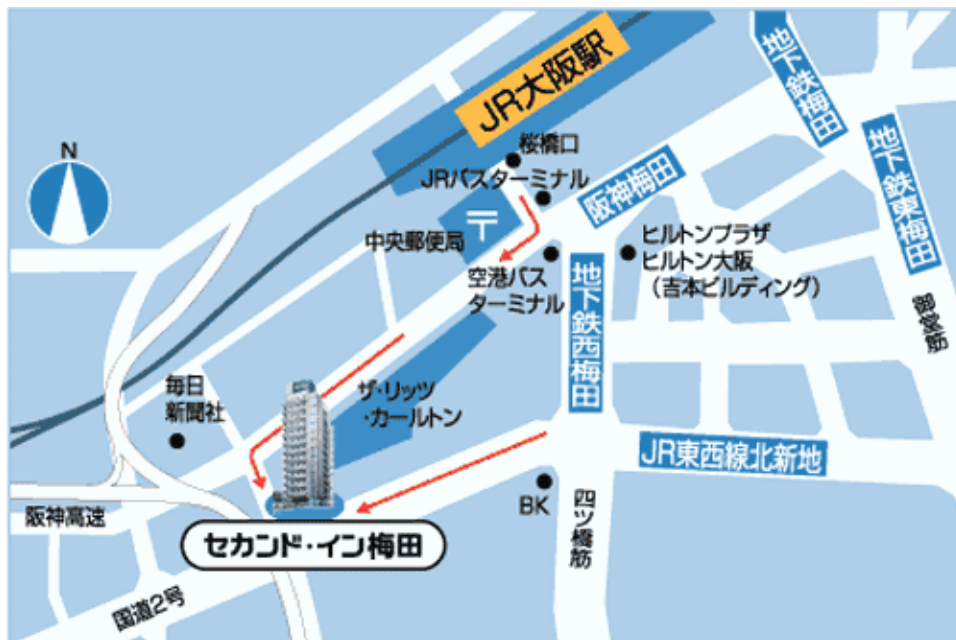 JR大阪駅
地下鉄梅田
地下鉄東梅田
N
桜橋口
JRバスターミナル
阪神梅田
〒
中央郵便局
空港バス
ターミナル
ヒルトンプラザ
ヒルトン大阪
(吉本ビルディング)
地下鉄西梅田
御堂筋
毎日
新聞社
ザ・リッツ
・カールトン
JR東西線北新地
BK
四ツ橋筋
阪神高速
セカンド・イン梅田
国道2号